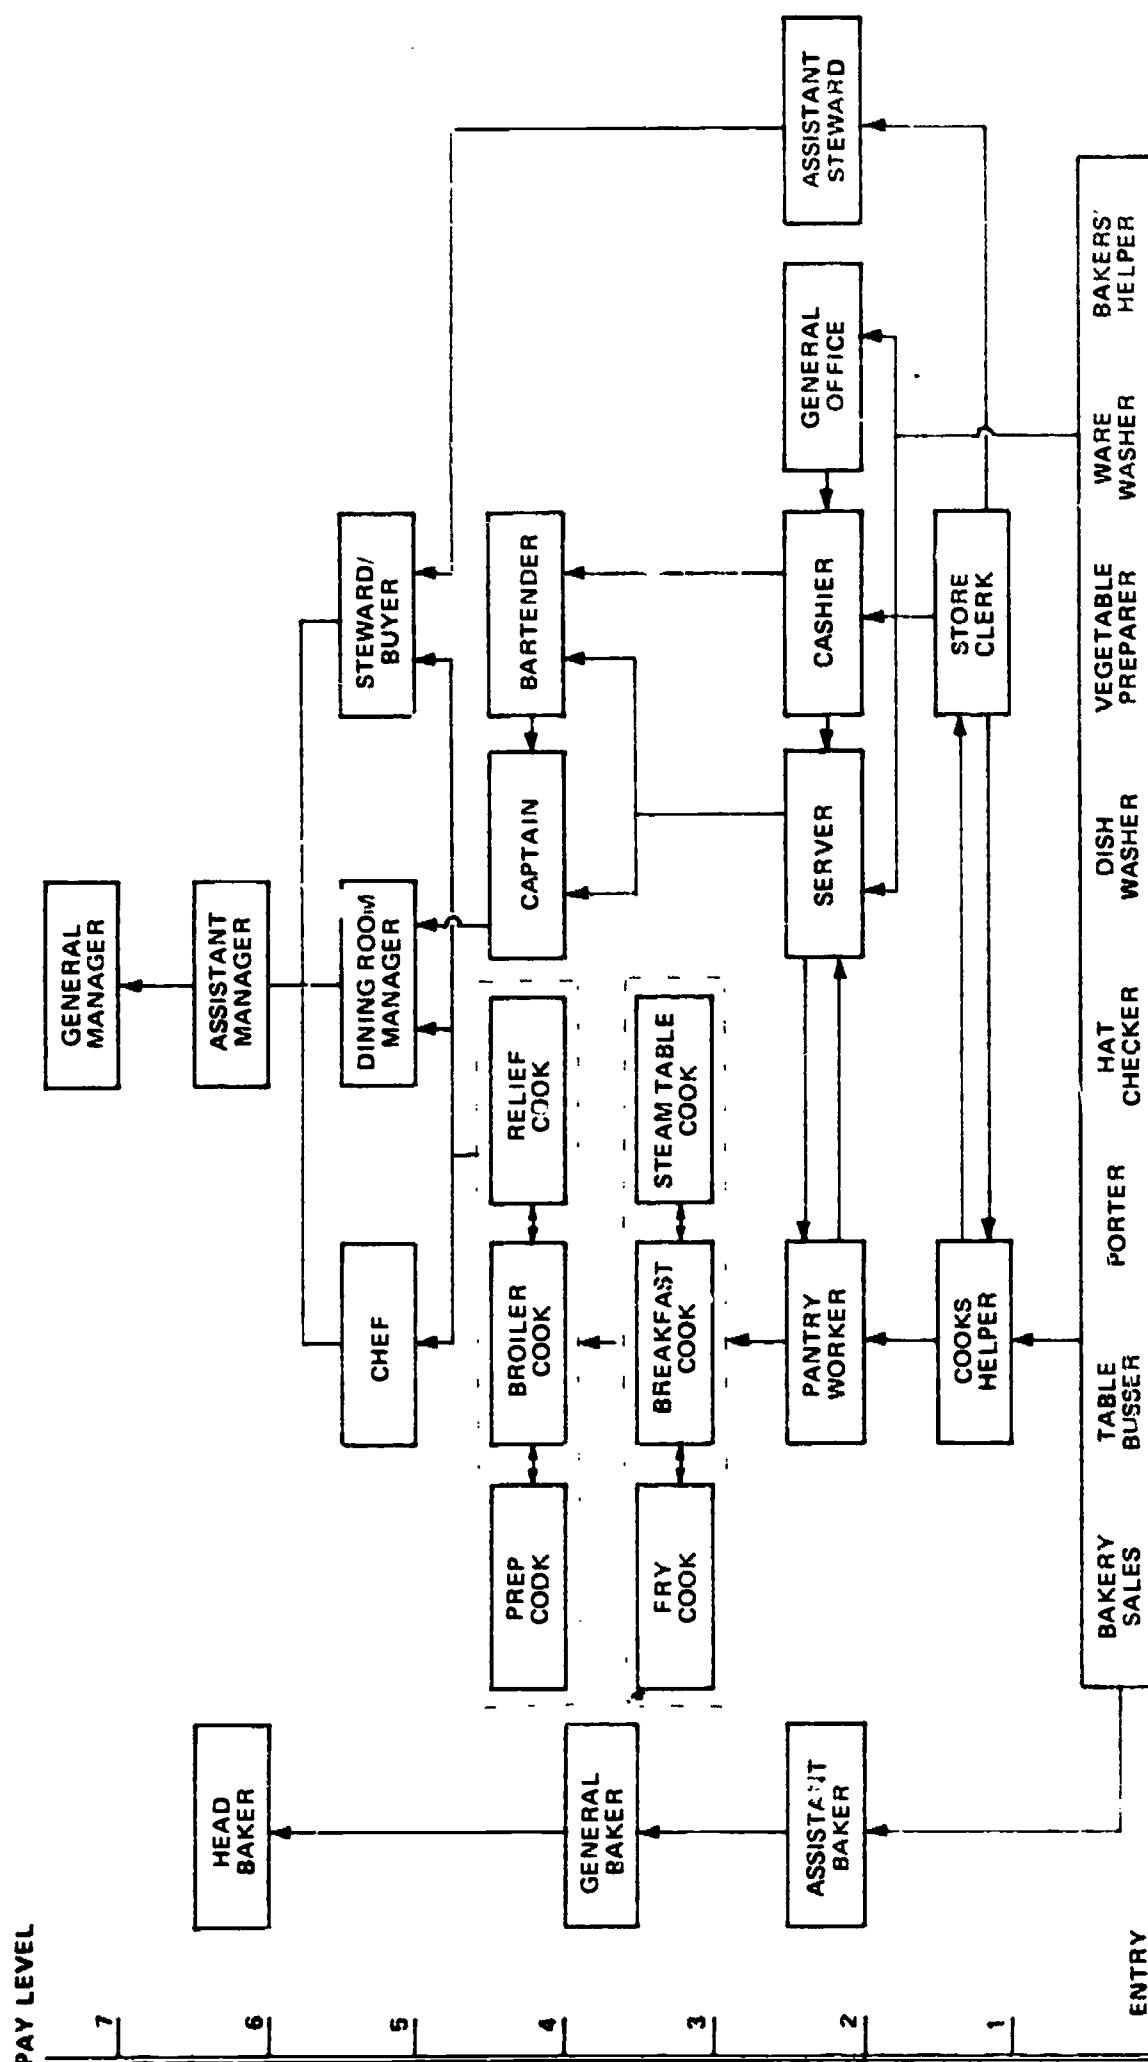 PAY LEVEL
7
GENERAL
MANAGER
6
HEAD
BAKER
ASSISTANT
MANAGER
5
CHEF
DINING ROOM
MANAGER
STEWARD/
BUYER
4
PREP
COOK
BROILER
COOK
RELIEF
COOK
CAPTAIN
BARTENDER
GENERAL
BAKER
3
FRY
COOK
BREAKFAST
COOK
STEAM TABLE
COOK
2
ASSISTANT
BAKER
PANTRY
WORKER
SERVER
CASHIER
GENERAL
OFFICE
ASSISTANT
STEWARD
1
COOKS
HELPER
STORE
CLERK
ENTRY
BAKERY
SALES
TABLE
BUSSER
PORTER
HAT
CHECKER
DISH
WASHER
VEGETABLE
PREPARER
WARE
WASHER
BAKERS'
HELPER